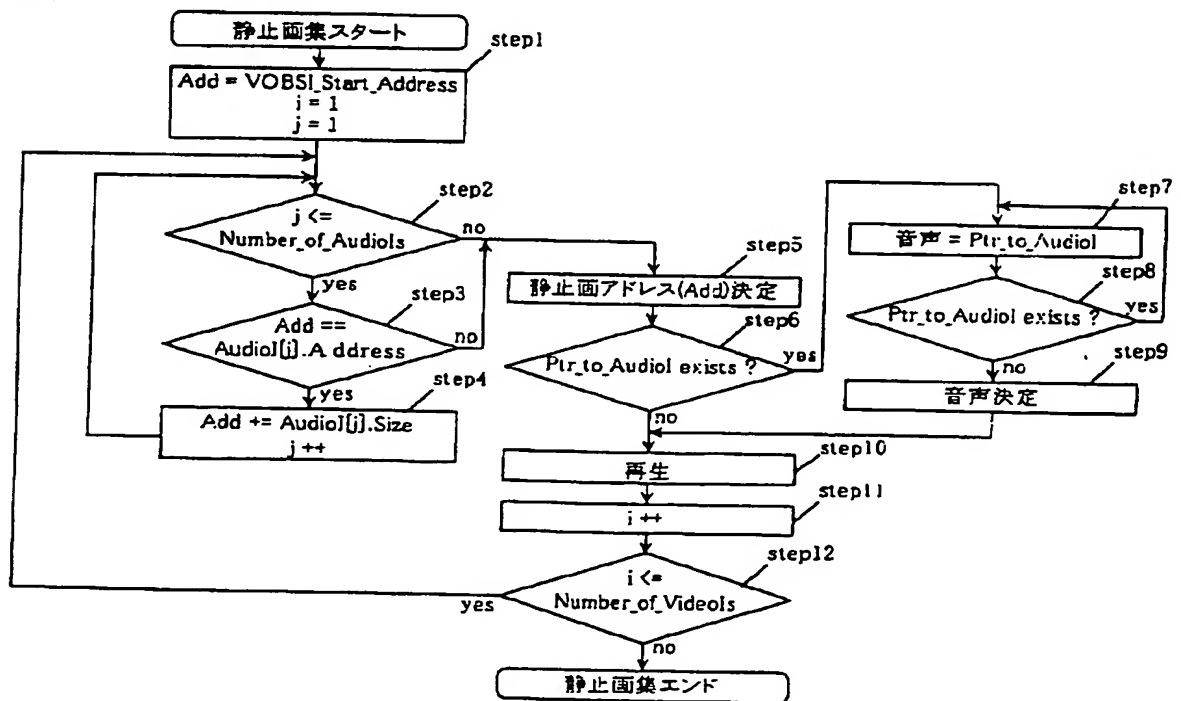 静止画集スタート
step1
Add = VOBSI_Start_Address
i = 1
j = 1
step2
j <=
Number_of_AudioIs
no
yes
step3
Add ==
AudioI[j].A ddress
no
yes
step4
Add += AudioI[j].Size
j ++
step5
静止画アドレス(Add)決定
step6
Ptr_to_AudioI exists ?
yes
no
step7
音声 = Ptr_to_AudioI
step8
Ptr_to_AudioI exists ?
yes
no
step9
音声決定
step10
再生
step11
i ++
step12
i <=
Number_of_VideoIs
yes
no
静止画集エンド